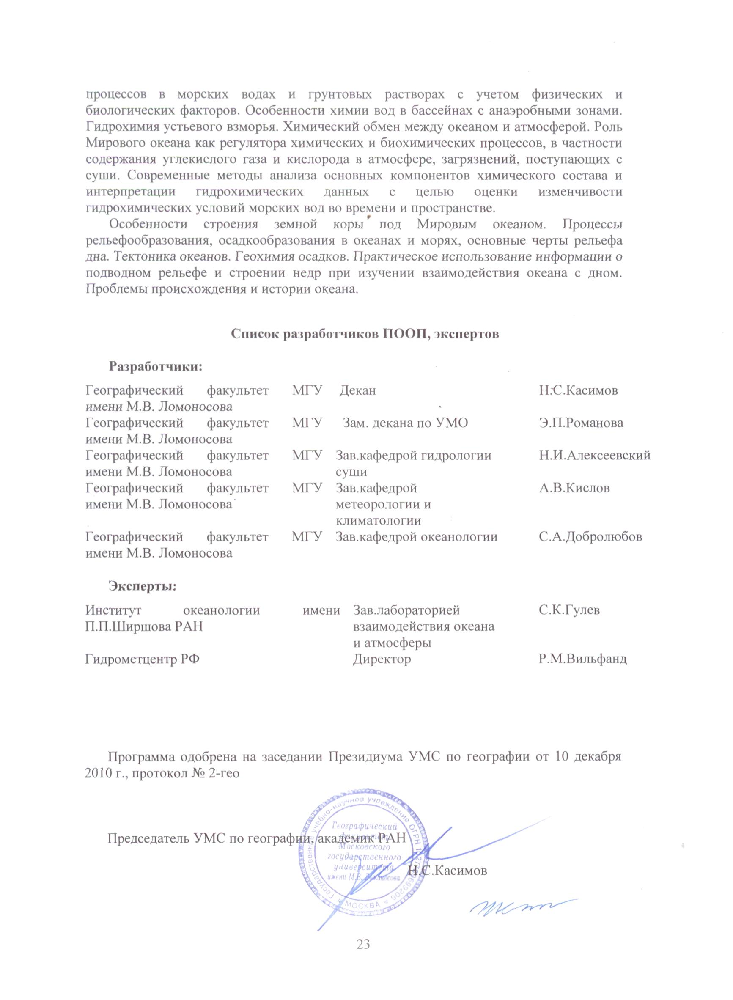 процессов в морских водах и грунтовых растворах с учетом физических и
биологических факторов. Особенности химии вод в бассейнах с анаэробными зонами.
Гидрохимия устьевого взморья. Химический обмен между океаном и атмосферой. Роль
Мирового океана как регулятора химических и биохимических процессов, в частности
содержания углекислого газа и кислорода в атмосфере, загрязнений, поступающих с
суши. Современные методы анализа основных компонентов химического состава и
интерпретации гидрохимических данных с целью оценки изменчивости
гидрохимических условий морских вод во времени и пространстве.
Особенности строения земной коры под Мировым океаном. Процессы
рельефообразования, осадкообразования в океанах и морях, основные черты рельефа
дна. Тектоника океанов. Геохимия осадков. Практическое использование информации о
подводном рельефе и строении недр при изучении взаимодействия океана с дном.
Проблемы происхождения и истории океана.
Список разработчиков ПООП, экспертов
Разработчики:
Географический факультет МГУ Декан Н.С.Касимов
имени М.В. Ломоносова
Географический факультет МГУ Зам. декана по УМО Э.П.Романова
имени М.В. Ломоносова
Географический факультет МГУ Зав.кафедрой гидрологии Н.И.Алексеевский
имени М.В. Ломоносова суши
Географический факультет МГУ Зав.кафедрой А.В.Кислов
имени М.В. Ломоносова метеорологии и
климатологии
Географический факультет МГУ Зав.кафедрой океанологии С.А.Добролюбов
имени М.В. Ломоносова
Эксперты:
Институт океанологии имени Зав.лабораторией С.К.Гулев
П.П.Ширшова РАН взаимодействия океана
и атмосферы
Гидрометцентр РФ Директор Р.М.Вильфанд
Программа одобрена на заседании Президиума УМС по географии от 10 декабря
2010 г., протокол № 2-гео
Председатель УМС по географии, академик РАН
Н.С.Касимов
Государственное учебно-научное учреждение ОГРН
* МОСКВА *
Географический
факультет
Московского
государственного
университета
имени М.В. Ломоносова
23